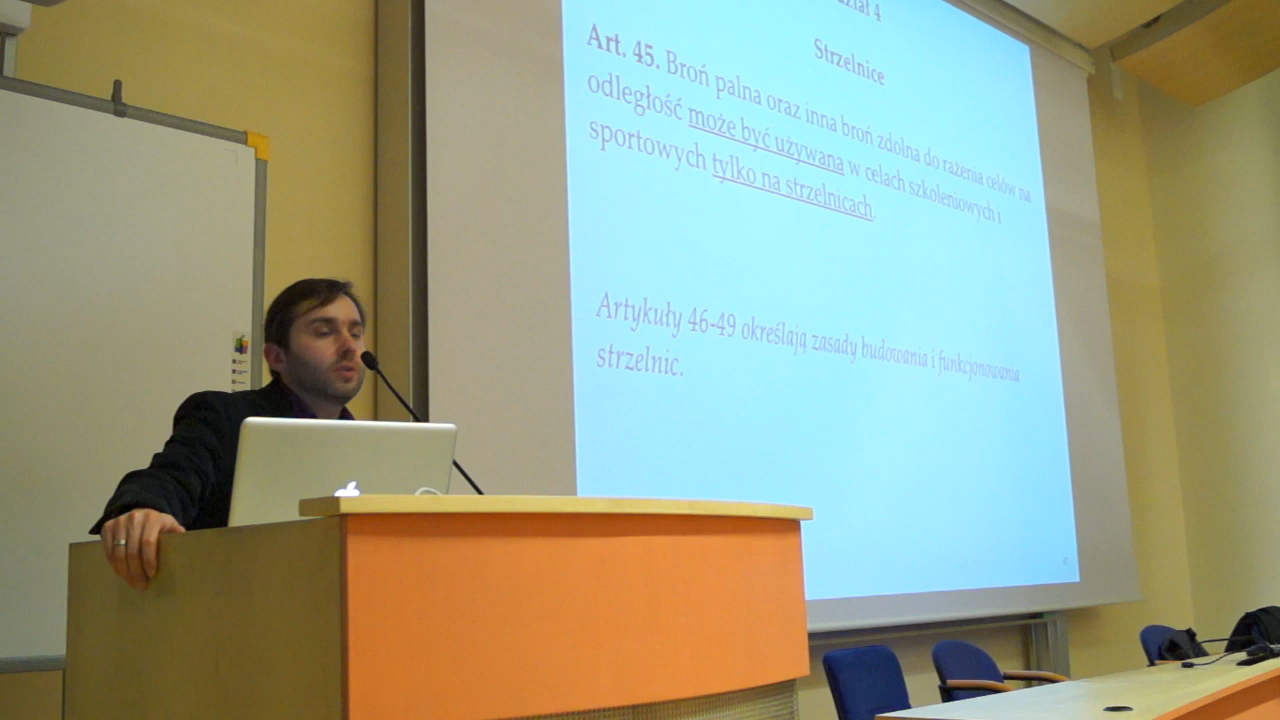 4
Strzelnice
Art. 45. Broń palna oraz inna broń zdolna do rażenia celów na
odległość może być używana w celach szkoleniowych i
sportowych tylko na strzelnicach.
Artykuły 46-49 określają zasady budowania i funkcjonowania
strzelnic.